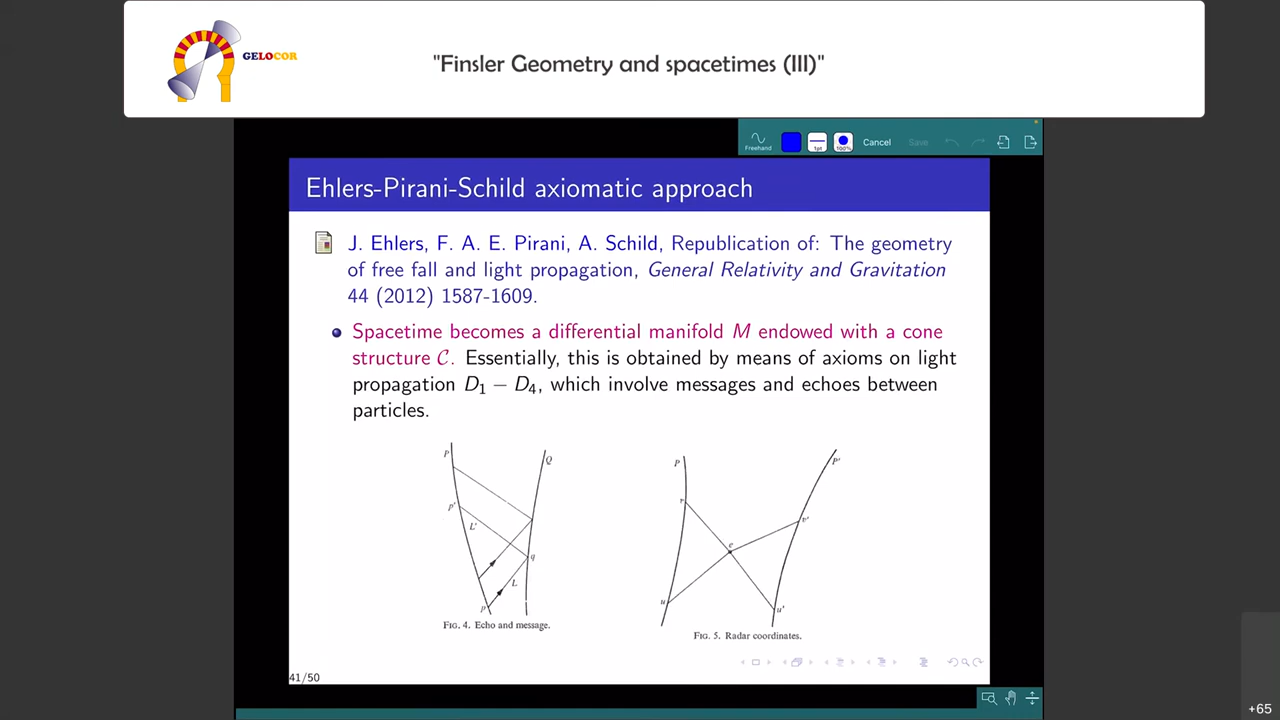 GELOCOR
"Finsler Geometry and spacetimes (III)"
Freehand
1pt
100%
Cancel
Save
Ehlers-Pirani-Schild axiomatic approach
J. Ehlers, F. A. E. Pirani, A. Schild, Republication of: The geometry
of free fall and light propagation, General Relativity and Gravitation
44 (2012) 1587-1609.
Spacetime becomes a differential manifold M endowed with a cone
structure C. Essentially, this is obtained by means of axioms on light
propagation D₁ − D₄, which involve messages and echoes between
particles.
P
Q
p'
L'
q
L
p
FIG. 4. Echo and message.
P
P'
v
v'
e
u
u'
FIG. 5. Radar coordinates.
41/50
+65